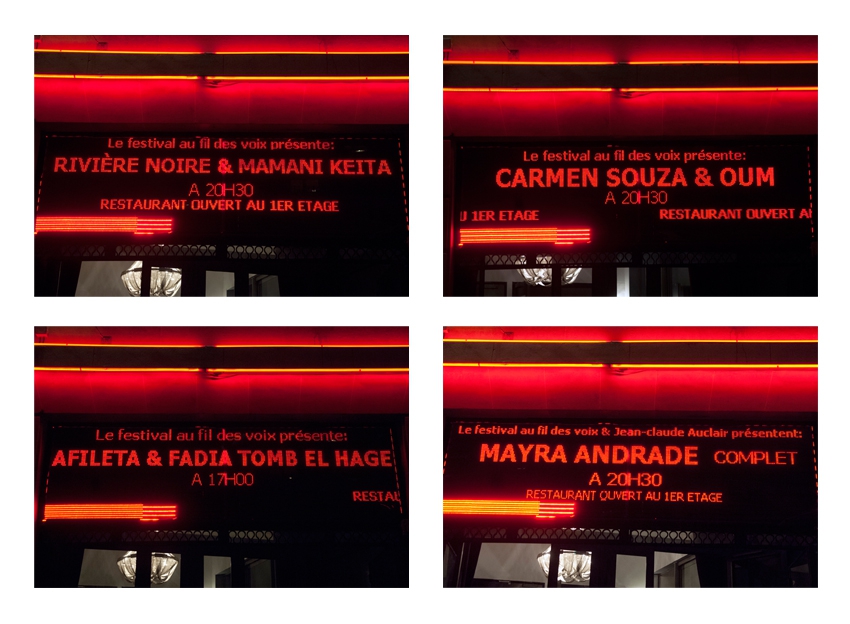 Le festival au fil des voix présente:
RIVIÈRE NOIRE & MAMANI KEITA
A 20H30
RESTAURANT OUVERT AU 1ER ETAGE
Le festival au fil des voix présente:
CARMEN SOUZA & OUM
A 20H30
U 1ER ETAGE RESTAURANT OUVERT A
Le festival au fil des voix présente:
AFILETA & FADIA TOMB EL HAGE
A 17H00
RESTAU
Le festival au fil des voix & Jean-claude Auclair présentent:
MAYRA ANDRADE COMPLET
A 20H30
RESTAURANT OUVERT AU 1ER ETAGE